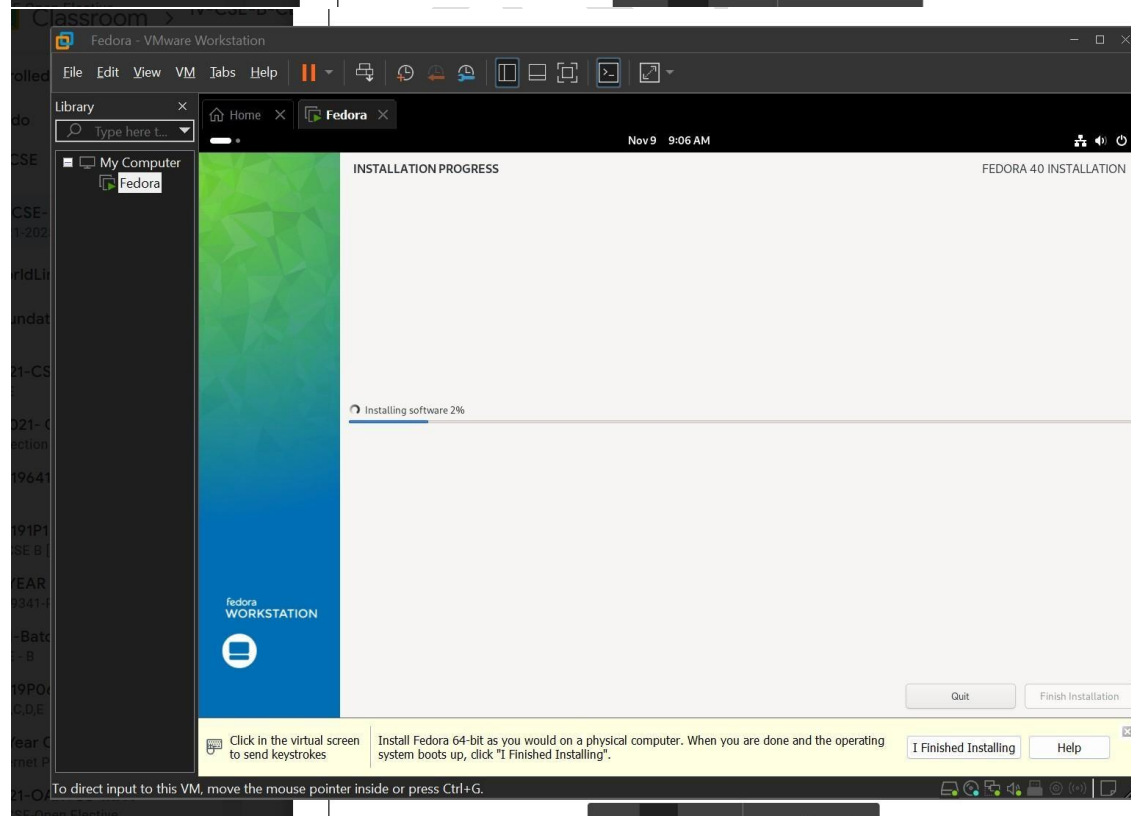 Classroom >
Fedora - VMware Workstation
File Edit View VM Tabs Help
Library
Home
Fedora
Type here t...
Nov 9 9:06 AM
My Computer
Fedora
INSTALLATION PROGRESS
FEDORA 40 INSTALLATION
Installing software 2%
fedora
WORKSTATION
Quit
Finish Installation
Click in the virtual screen
to send keystrokes
Install Fedora 64-bit as you would on a physical computer. When you are done and the operating
system boots up, click "I Finished Installing".
I Finished Installing
Help
To direct input to this VM, move the mouse pointer inside or press Ctrl+G.